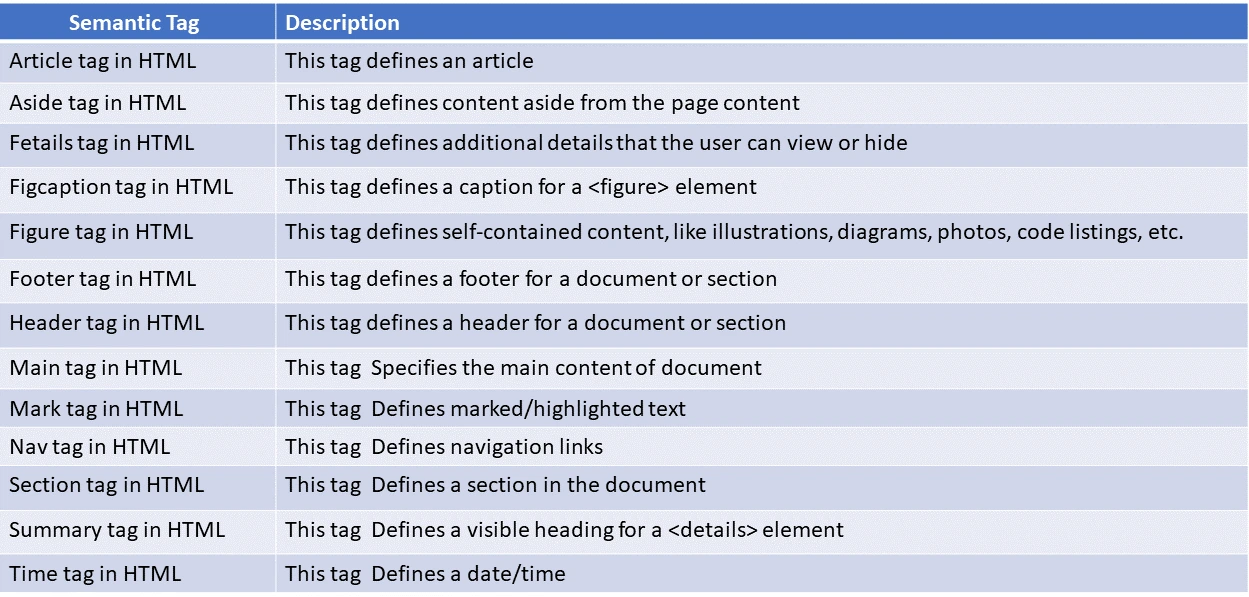 Semantic Tag Description
Article tag in HTML This tag defines an article
Aside tag in HTML This tag defines content aside from the page content
Fetails tag in HTML This tag defines additional details that the user can view or hide
Figcaption tag in HTML This tag defines a caption for a <figure> element
Figure tag in HTML This tag defines self-contained content, like illustrations, diagrams, photos, code listings, etc.
Footer tag in HTML This tag defines a footer for a document or section
Header tag in HTML This tag defines a header for a document or section
Main tag in HTML This tag  Specifies the main content of document
Mark tag in HTML This tag  Defines marked/highlighted text
Nav tag in HTML This tag  Defines navigation links
Section tag in HTML This tag  Defines a section in the document
Summary tag in HTML This tag  Defines a visible heading for a <details> element
Time tag in HTML This tag  Defines a date/time